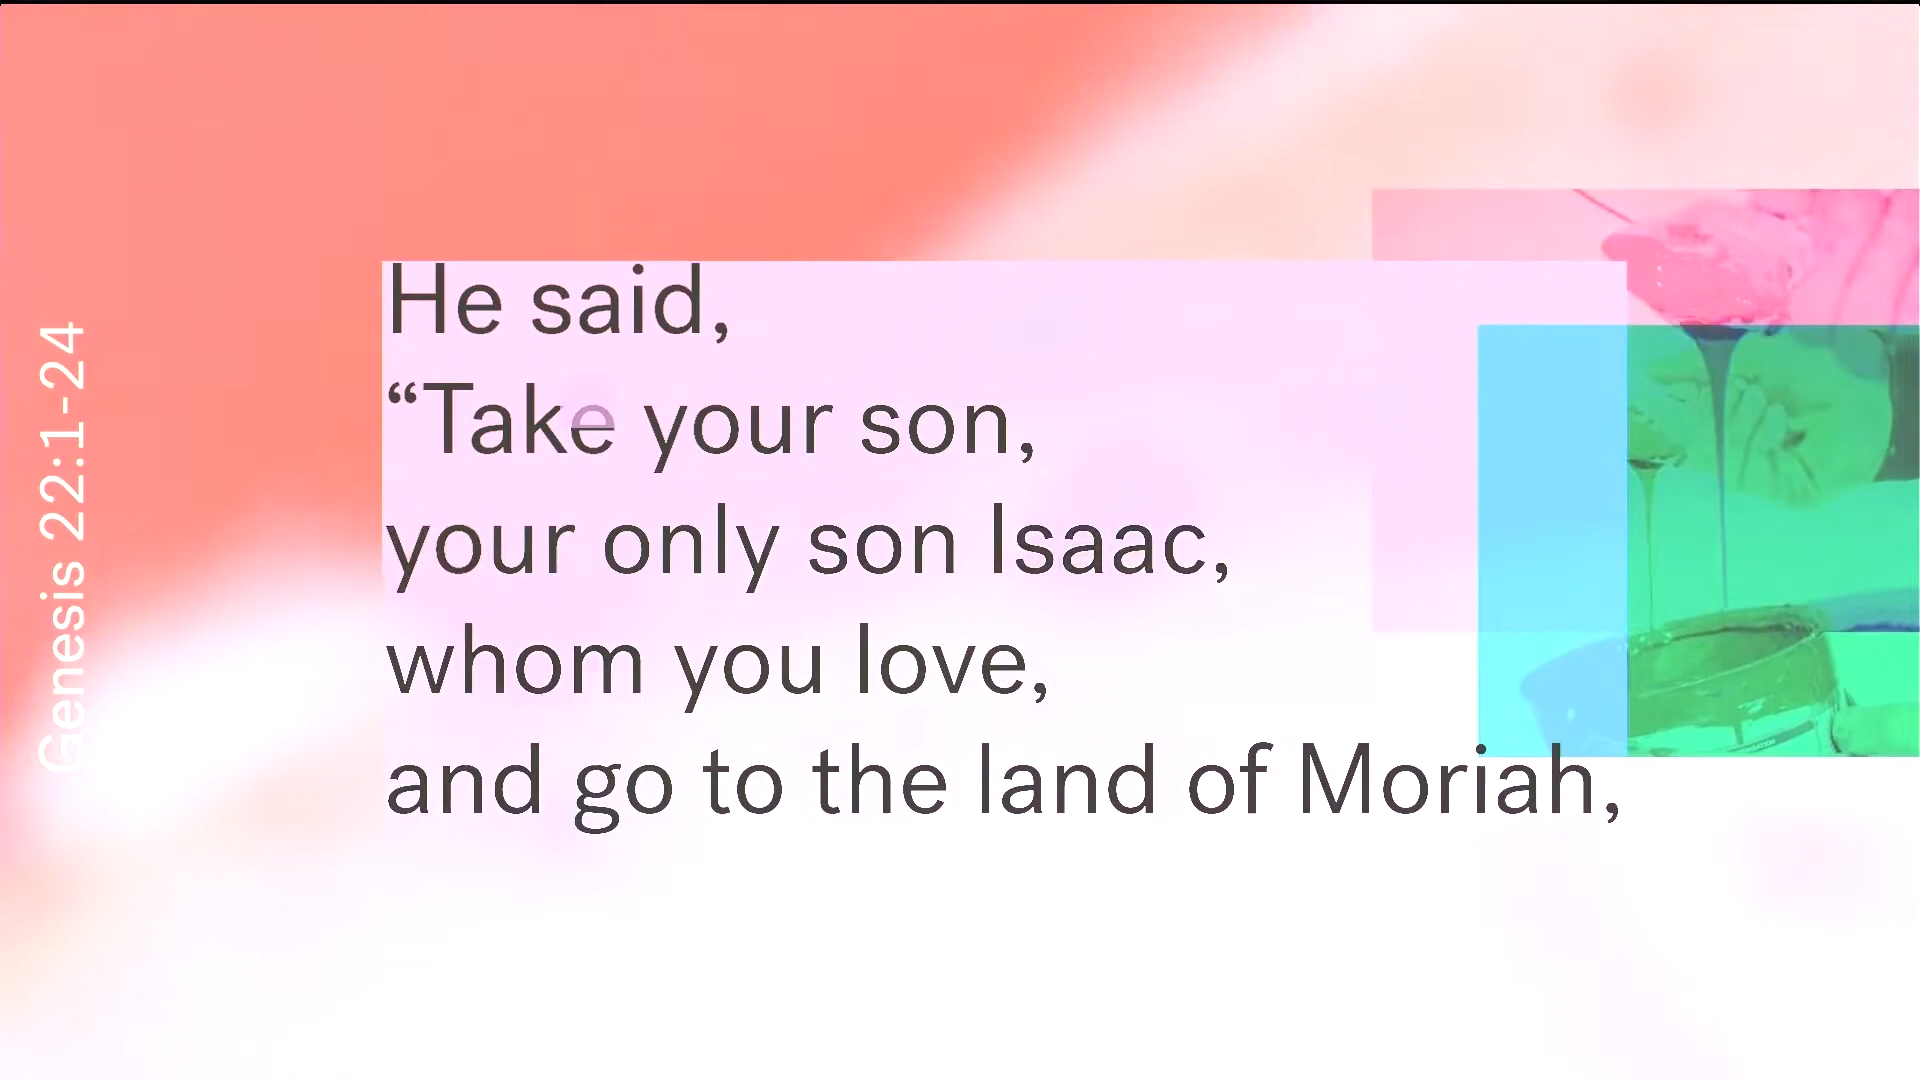 Genesis 22:1-24
He said,
“Take your son,
your only son Isaac,
whom you love,
and go to the land of Moriah,